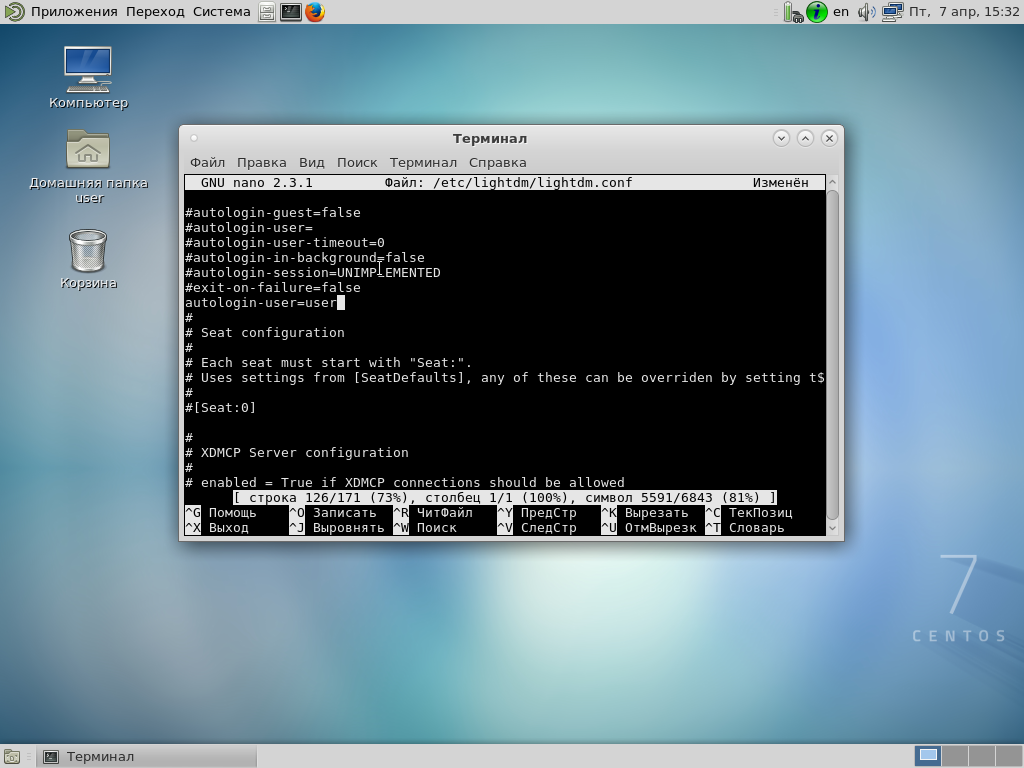 Приложения Переход Система en Пт, 7 апр, 15:32
Компьютер
Домашняя папка
user
Корзина
Терминал
Файл Правка Вид Поиск Терминал Справка
GNU nano 2.3.1 Файл: /etc/lightdm/lightdm.conf Изменён
#autologin-guest=false
#autologin-user=
#autologin-user-timeout=0
#autologin-in-background=false
#autologin-session=UNIMPLEMENTED
#exit-on-failure=false
autologin-user=user
#
# Seat configuration
#
# Each seat must start with "Seat:".
# Uses settings from [SeatDefaults], any of these can be overriden by setting t$
#
#[Seat:0]
#
# XDMCP Server configuration
#
# enabled = True if XDMCP connections should be allowed
[ строка 126/171 (73%), столбец 1/1 (100%), символ 5591/6843 (81%) ]
^G Помощь ^O Записать ^R ЧитФайл ^Y ПредСтр ^K Вырезать ^C ТекПозиц
^X Выход ^J Выровнять ^W Поиск ^V СледСтр ^U ОтмВырезк ^T Словарь
7
CENTOS
Терминал